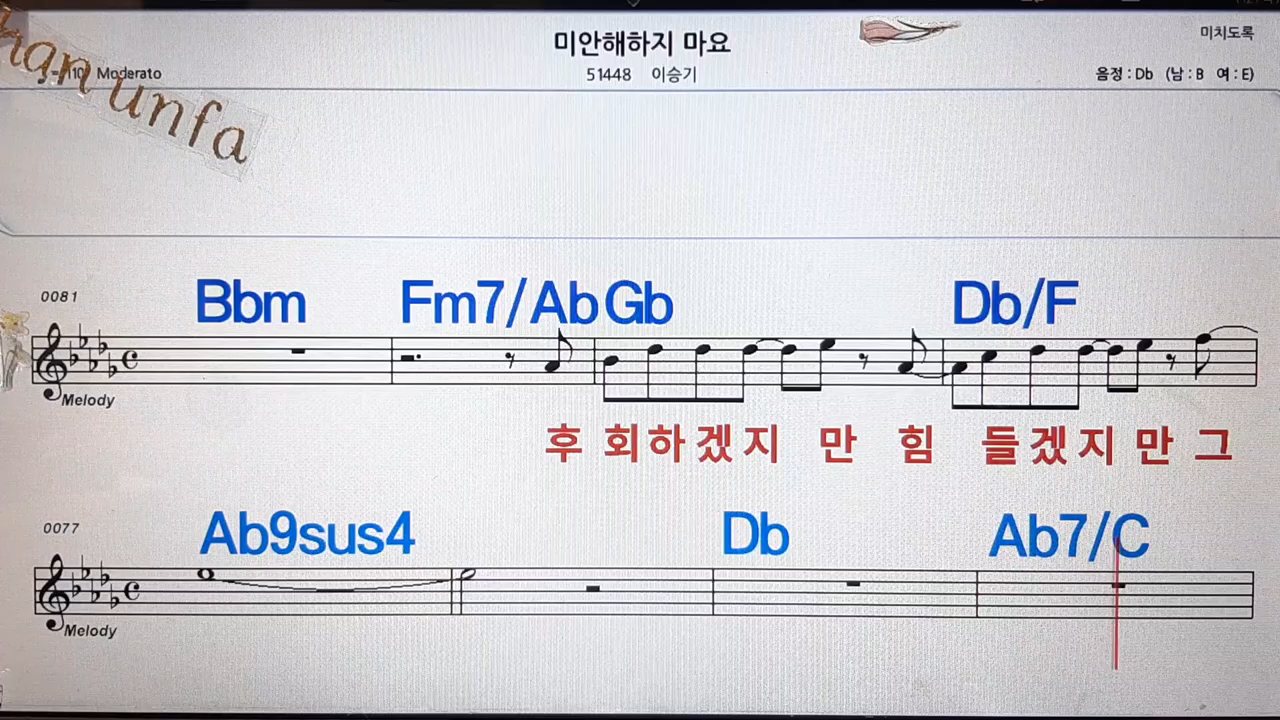 han unfa
미치도록
미안해하지 마요
Moderato
51448 이승기
음정 : Db (남 : B 여 : E)
0081
Bbm Fm7/Ab Gb Db/F
Melody
후 회하겠지 만 힘 들겠지 만 그
0077
Ab9sus4 Db Ab7/C
Melody